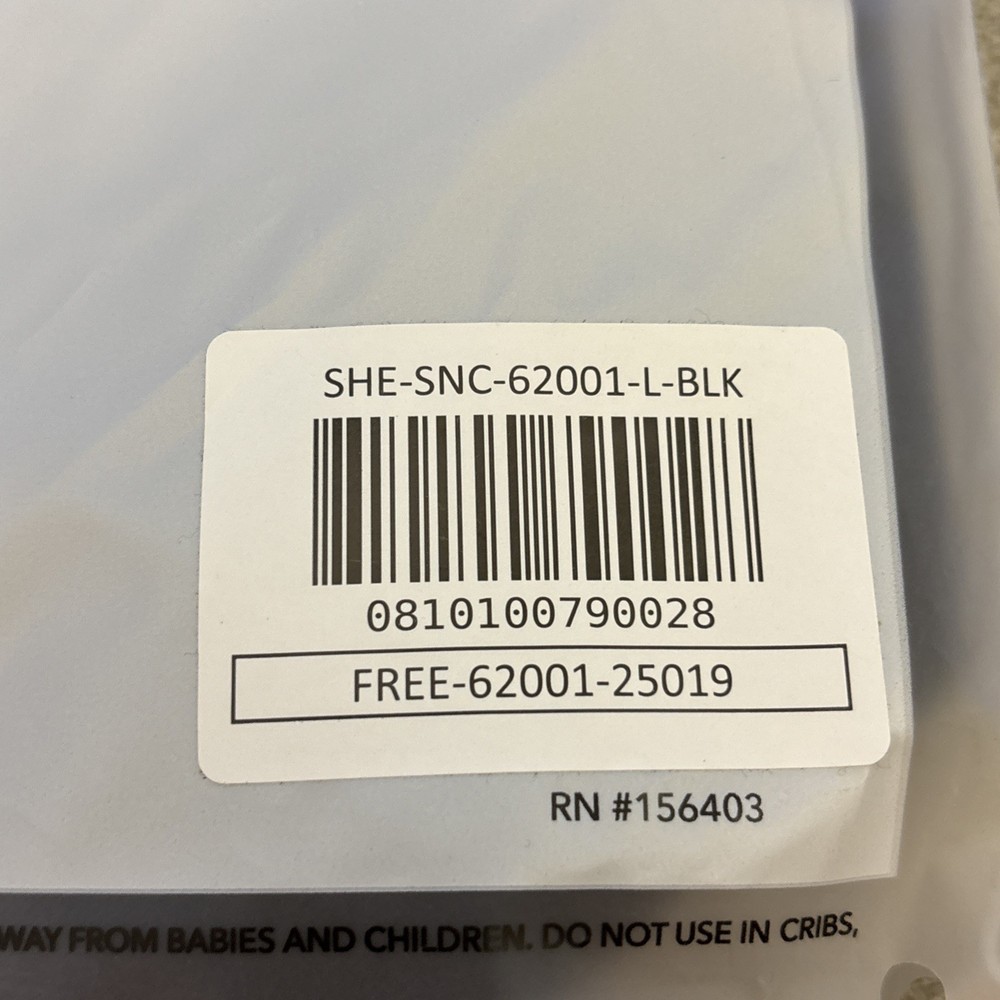 SHE-SNC-62001-L-BLK
0810100790028
FREE-62001-25019
RN #156403
WAY FROM BABIES AND CHILDREN. DO NOT USE IN CRIBS,